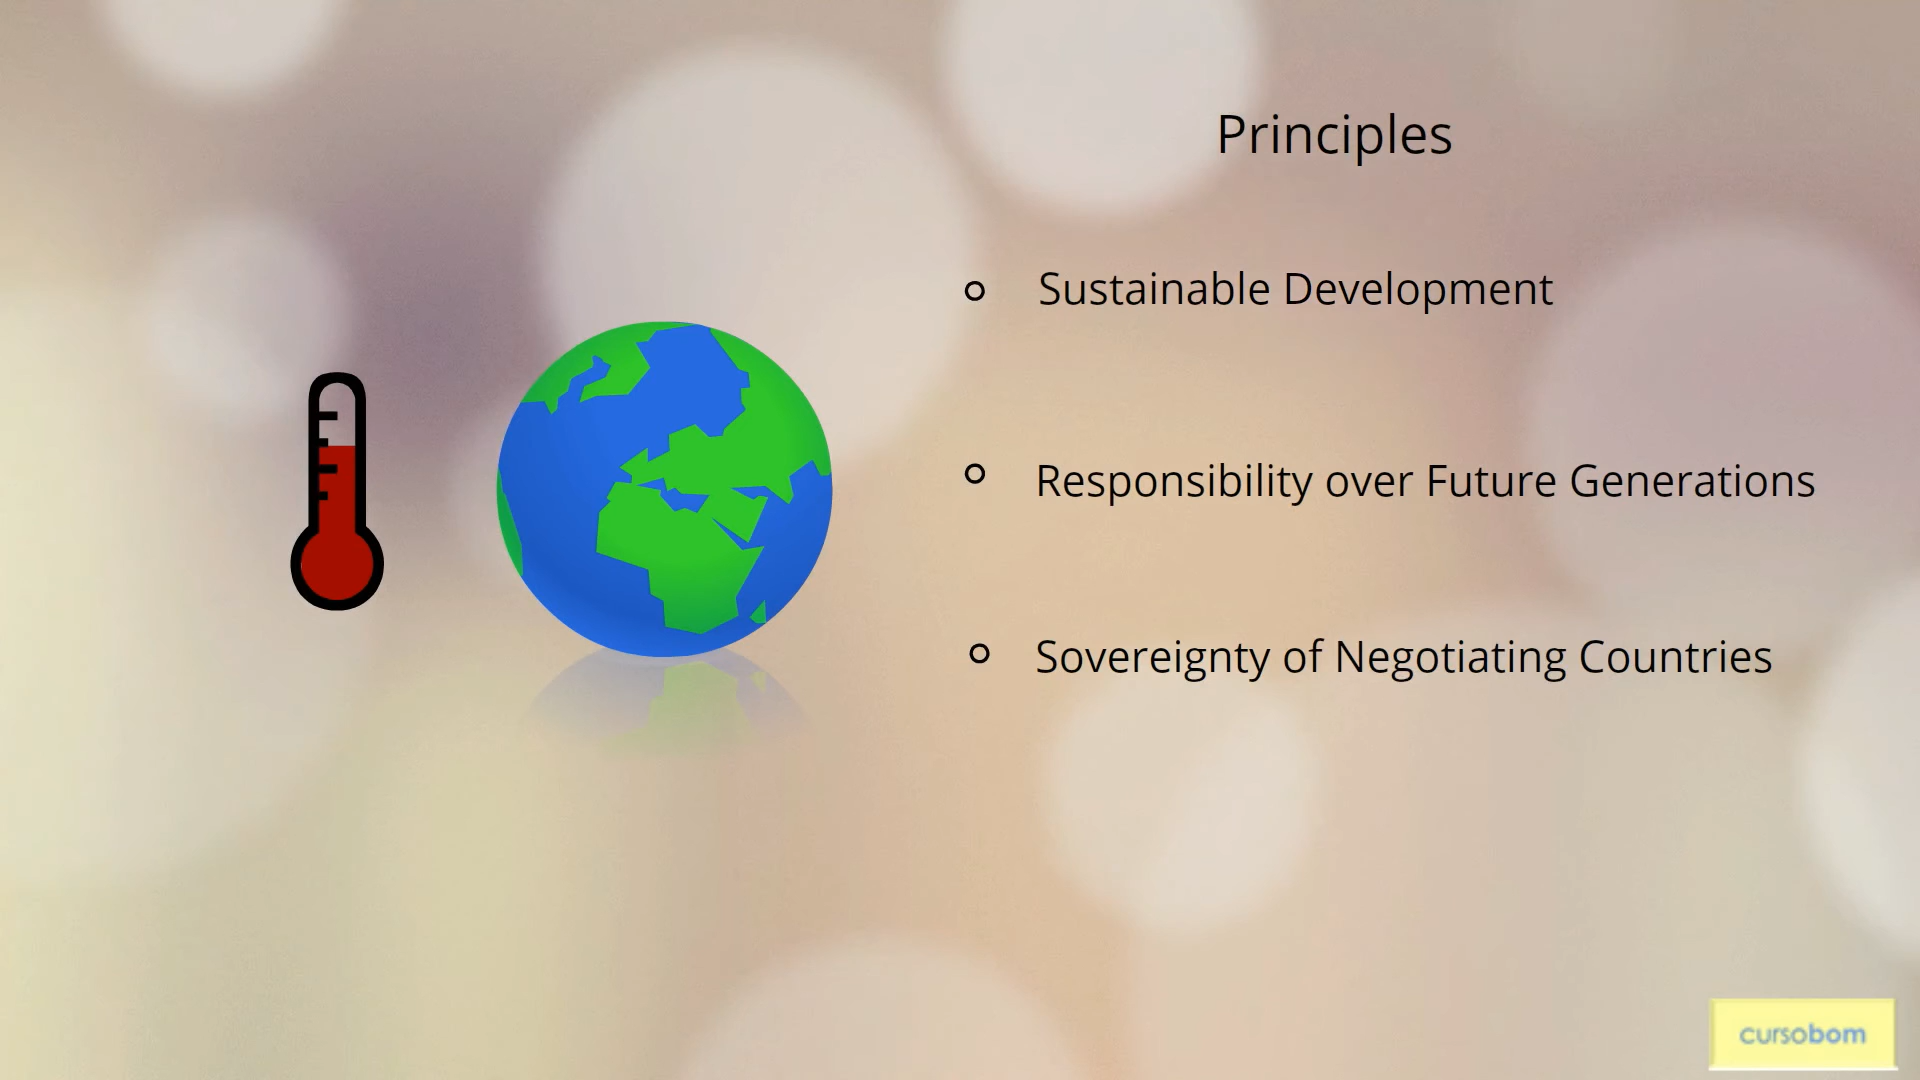 Principles
Sustainable Development
Responsibility over Future Generations
Sovereignty of Negotiating Countries
cursobom